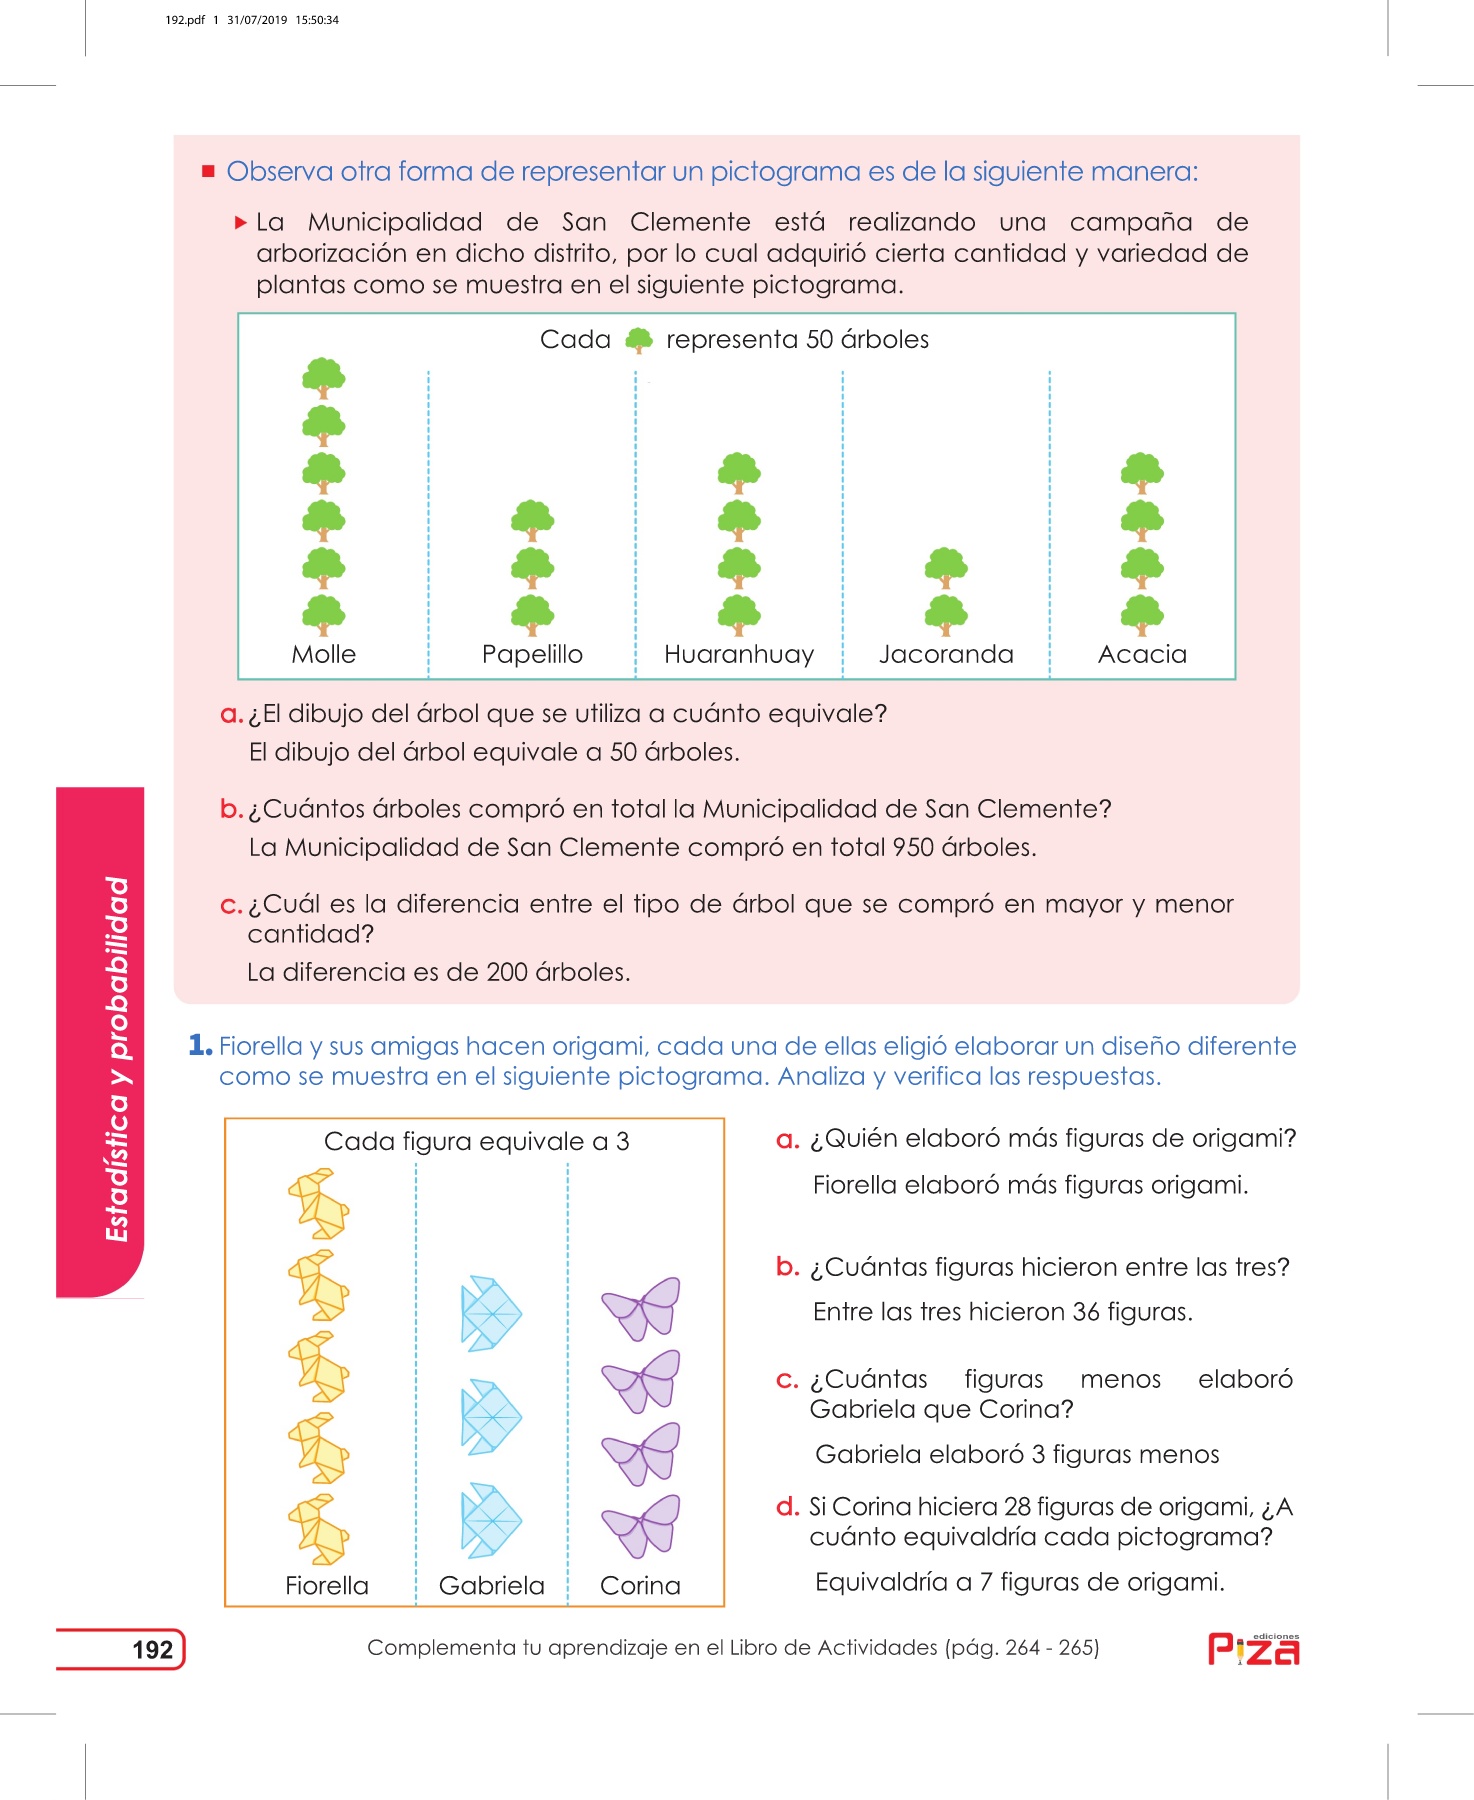 192.pdf 1 31/07/2019 15:50:34
Observa otra forma de representar un pictograma es de la siguiente manera:
La Municipalidad de San Clemente está realizando una campaña de
arborización en dicho distrito, por lo cual adquirió cierta cantidad y variedad de
plantas como se muestra en el siguiente pictograma.
Cada representa 50 árboles
Molle Papelillo Huaranhuay Jacoranda Acacia
a. ¿El dibujo del árbol que se utiliza a cuánto equivale?
El dibujo del árbol equivale a 50 árboles.
b. ¿Cuántos árboles compró en total la Municipalidad de San Clemente?
La Municipalidad de San Clemente compró en total 950 árboles.
c. ¿Cuál es la diferencia entre el tipo de árbol que se compró en mayor y menor
cantidad?
La diferencia es de 200 árboles.
Estadística y probabilidad
1. Fiorella y sus amigas hacen origami, cada una de ellas eligió elaborar un diseño diferente
como se muestra en el siguiente pictograma. Analiza y verifica las respuestas.
Cada figura equivale a 3
Fiorella Gabriela Corina
a. ¿Quién elaboró más figuras de origami?
Fiorella elaboró más figuras origami.
b. ¿Cuántas figuras hicieron entre las tres?
Entre las tres hicieron 36 figuras.
c. ¿Cuántas figuras menos elaboró
Gabriela que Corina?
Gabriela elaboró 3 figuras menos
d. Si Corina hiciera 28 figuras de origami, ¿A
cuánto equivaldría cada pictograma?
Equivaldría a 7 figuras de origami.
192
Complementa tu aprendizaje en el Libro de Actividades (pág. 264 - 265)
ediciones
Piza